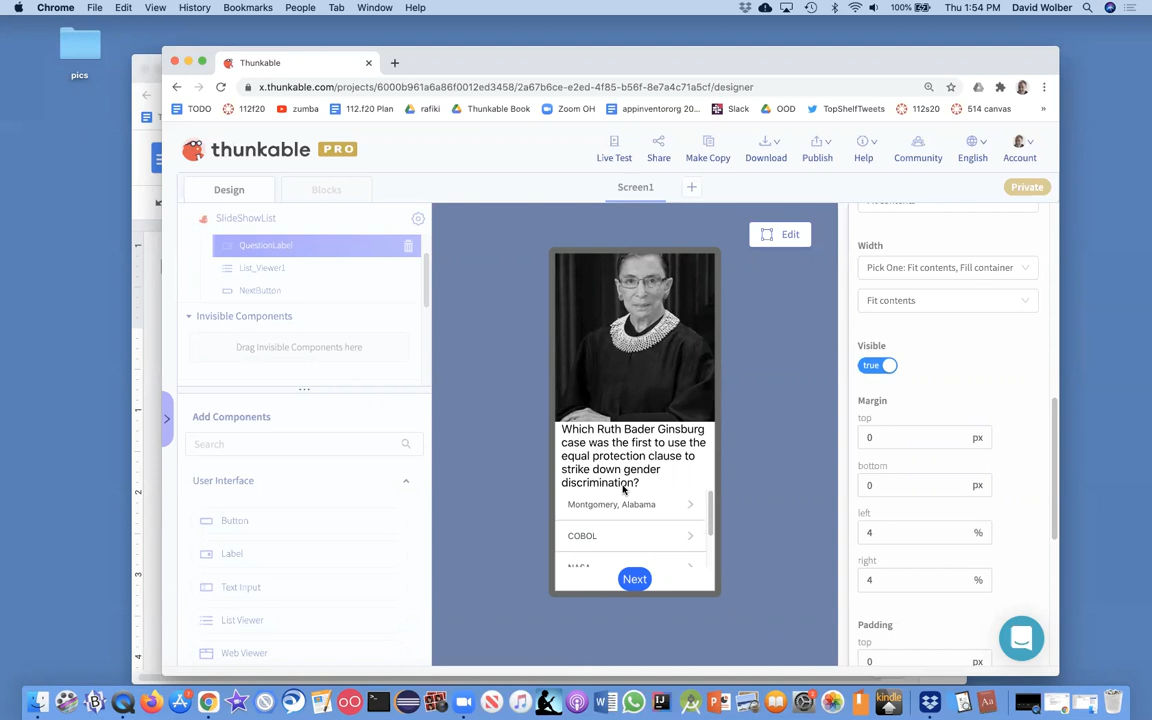 Chrome File Edit View History Bookmarks People Tab Window Help 100% Thu 1:54 PM David Wolber
pics
Thunkable
x.thunkable.com/projects/6000b961a6a86f0012ed3458/2a67b6ce-e2ed-4f85-b56f-8e7a4c71a5cf/designer
TODO 112f20 zumba 112.f20 Plan rafiki Thunkable Book Zoom OH appinventororg 20... Slack OOD TopShelfTweets 112s20 514 canvas »
thunkable PRO
Live Test Share Make Copy Download Publish Help Community English Account
Design Blocks Screen1 Private
SlideShowList
QuestionLabel
List_Viewer1
NextButton
Invisible Components
Drag Invisible Components here
Add Components
Search
User Interface
Button
Label
Text Input
List Viewer
Web Viewer
Edit
Which Ruth Bader Ginsburg
case was the first to use the
equal protection clause to
strike down gender
discrimination?
Montgomery, Alabama
COBOL
NASA
Next
Width
Pick One: Fit contents, Fill container
Fit contents
Visible
true
Margin
top
0 px
bottom
0 px
left
4 %
right
4 %
Padding
top
0 px